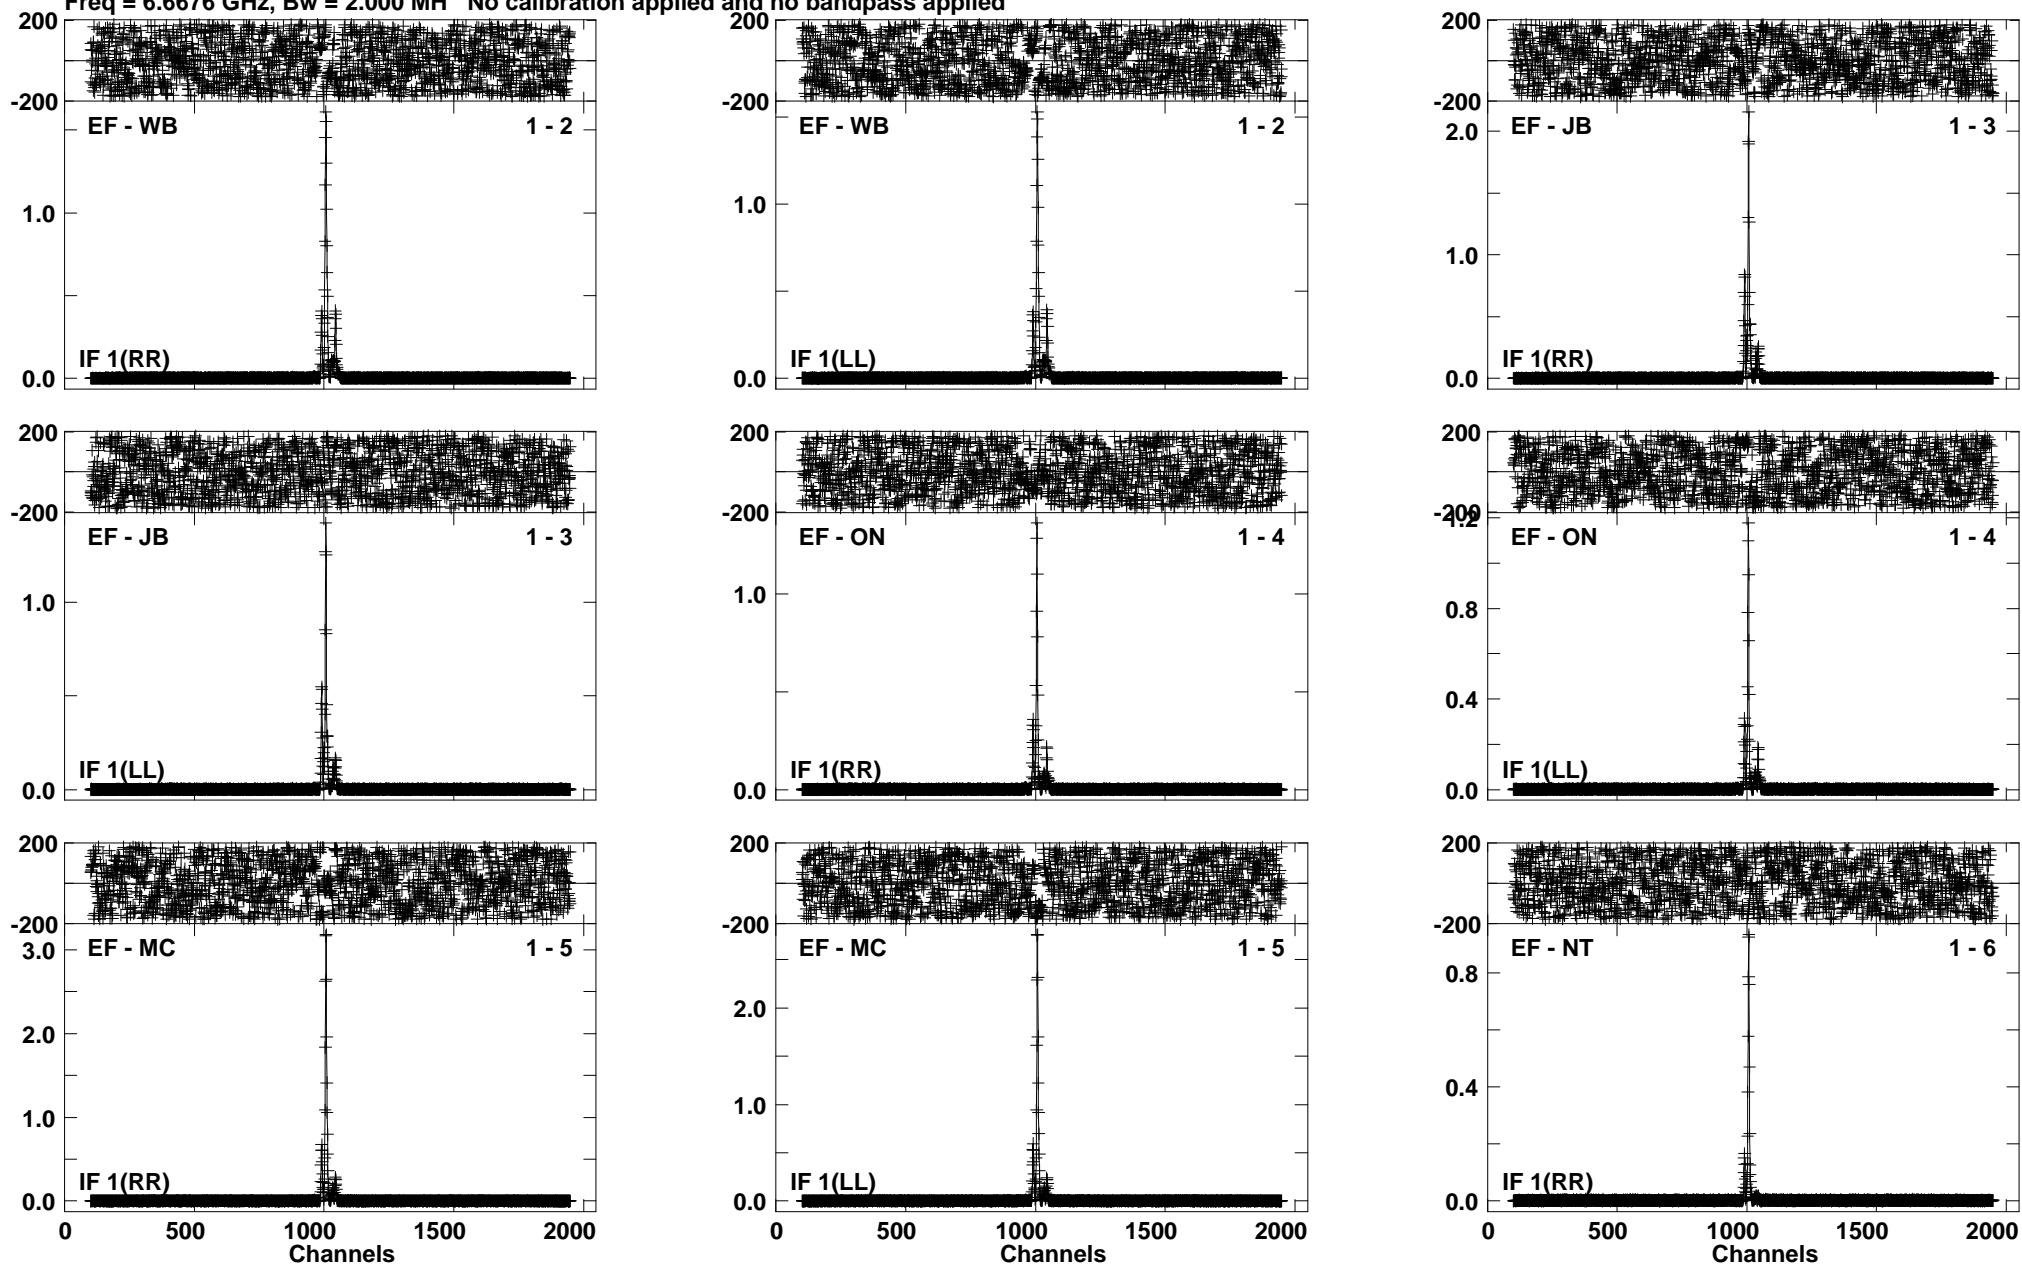 Freq = 6.6676 GHz, Bw = 2.000 MH No calibration applied and no bandpass applied
200
-200
EF - WB
1 - 2
1.0
IF 1(RR)
0.0
200
-200
EF - WB
1 - 2
1.0
IF 1(LL)
0.0
200
-200
EF - JB
1 - 3
2.0
1.0
IF 1(RR)
0.0
200
-200
EF - JB
1 - 3
1.0
IF 1(LL)
0.0
200
-200
EF - ON
1 - 4
1.0
IF 1(RR)
0.0
200
-200
1.2
EF - ON
1 - 4
0.8
0.4
IF 1(LL)
0.0
200
-200
EF - MC
1 - 5
3.0
2.0
1.0
IF 1(RR)
0.0
0 500 1000 1500 2000
Channels
200
-200
EF - MC
1 - 5
2.0
1.0
IF 1(LL)
0.0
0 500 1000 1500 2000
Channels
200
-200
EF - NT
1 - 6
0.8
0.4
IF 1(RR)
0.0
0 500 1000 1500 2000
Channels